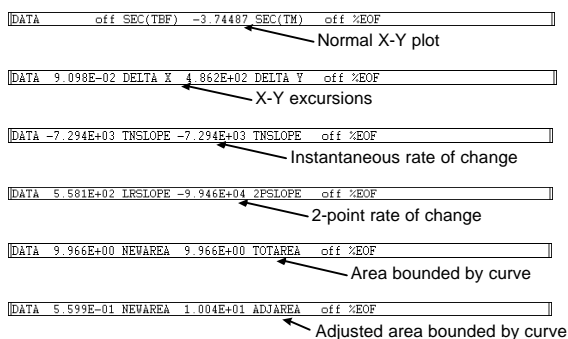 DATA off SEC(TBF) -3.74487 SEC(TM) off %EOF
Normal X-Y plot
DATA 9.098E-02 DELTA X 4.862E+02 DELTA Y off %EOF
X-Y excursions
DATA -7.294E+03 TNSLOPE -7.294E+03 TNSLOPE off %EOF
Instantaneous rate of change
DATA 5.581E+02 LRSLOPE -9.946E+04 2PSLOPE off %EOF
2-point rate of change
DATA 9.966E+00 NEWAREA 9.966E+00 TOTAREA off %EOF
Area bounded by curve
DATA 5.599E-01 NEWAREA 1.004E+01 ADJAREA off %EOF
Adjusted area bounded by curve